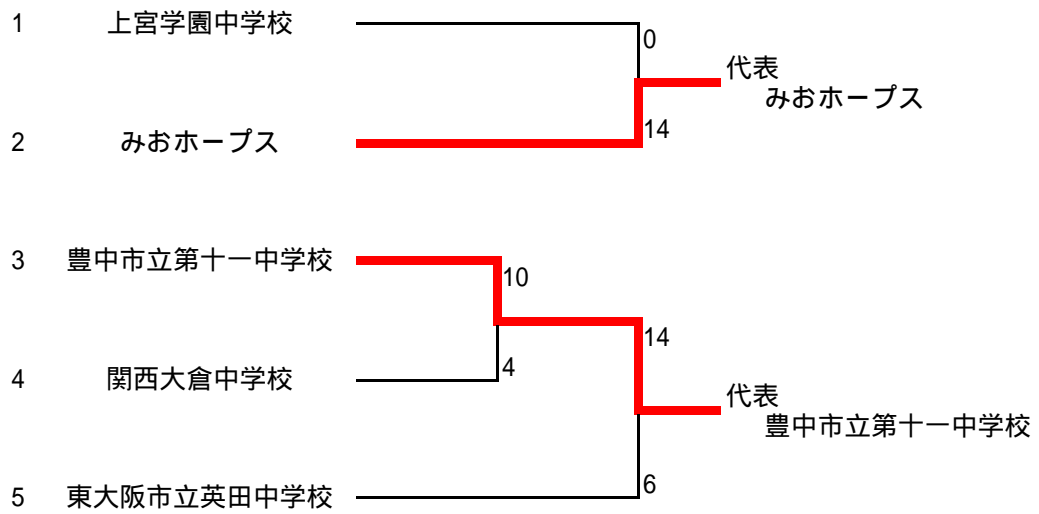 1 上宮学園中学校
0
代表
みおホープス
2 みおホープス
14
3 豊中市立第十一中学校
10
14
4 関西大倉中学校
4
代表
豊中市立第十一中学校
5 東大阪市立英田中学校
6